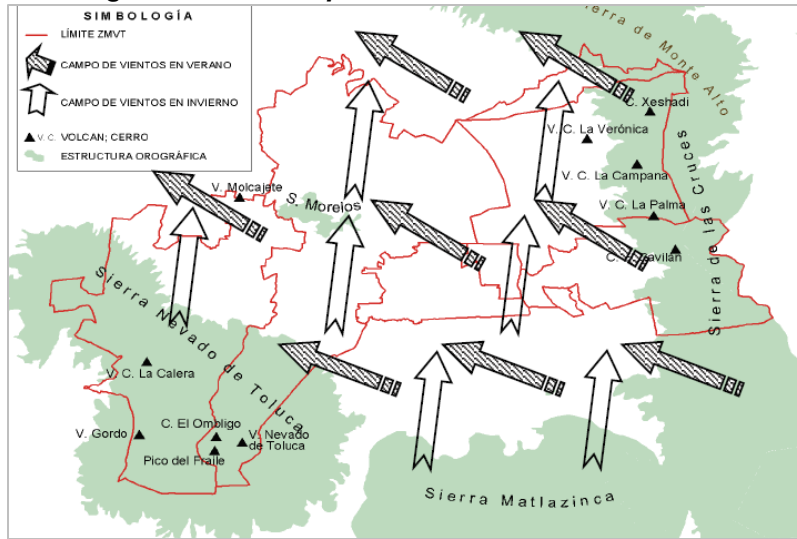 SIMBOLOGÍA
LÍMITE ZMVT
CAMPO DE VIENTOS EN VERANO
CAMPO DE VIENTOS EN INVIERNO
V. C. VOLCAN; CERRO
ESTRUCTURA OROGRÁFICA
Sierra de Monte Alto
C. Xeshadi
V. C. La Verónica
V. C. La Campana
V. C. La Palma
Sierra de las Cruces
V. Molcajete
S. Morelos
Sierra Nevado de Toluca
V. C. La Calera
V. Gordo
C. El Ombligo
V. Nevado
de Toluca
Pico del Fraile
Sierra Matlazinca